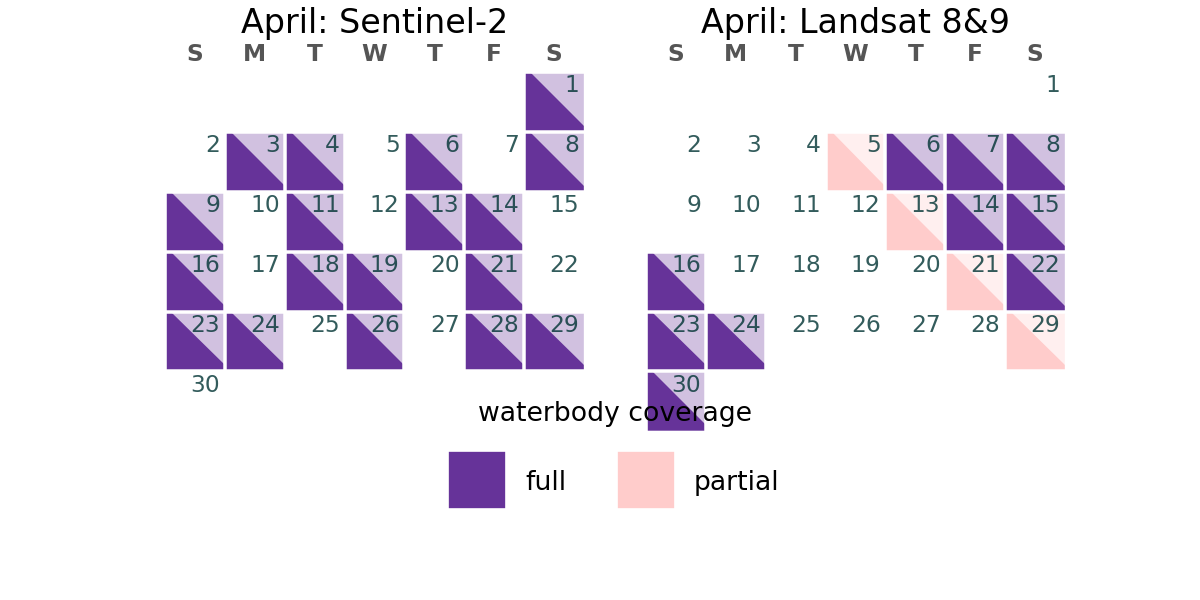 April: Sentinel-2
S M T W T F S
1
2 3 4 5 6 7 8
9 10 11 12 13 14 15
16 17 18 19 20 21 22
23 24 25 26 27 28 29
30
April: Landsat 8&9
S M T W T F S
1
2 3 4 5 6 7 8
9 10 11 12 13 14 15
16 17 18 19 20 21 22
23 24 25 26 27 28 29
30
waterbody coverage
full partial